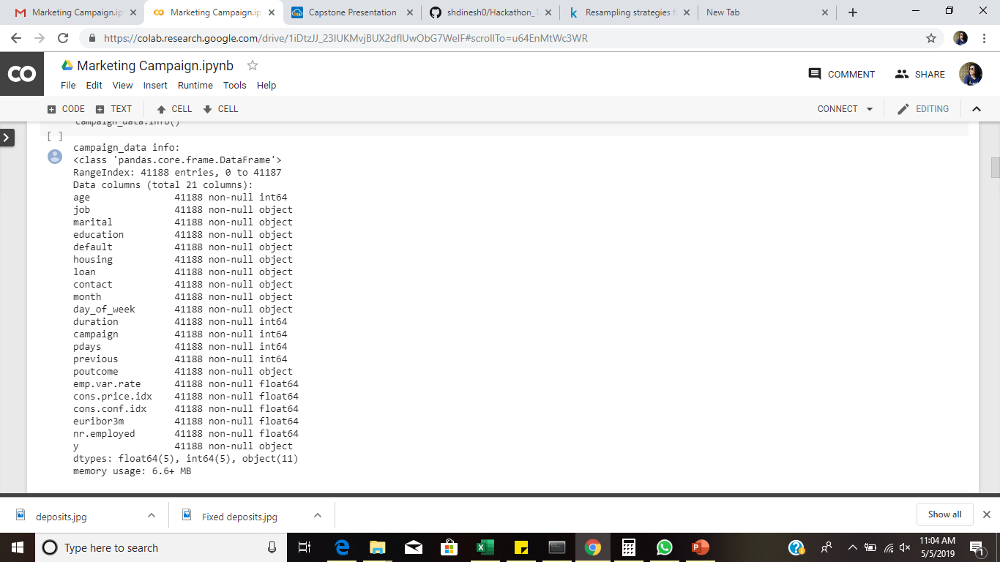 Marketing Campaign.ip
Marketing Campaign.ip
Capstone Presentation
shdinesh0/Hackathon_
Resampling strategies f
New Tab
https://colab.research.google.com/drive/1iDtzJJ_23IUKMvjBUX2dflUwObG7WeIF#scrollTo=u64EnMtWc3WR
CO Marketing Campaign.ipynb
File Edit View Insert Runtime Tools Help
COMMENT SHARE
CODE TEXT CELL CELL CONNECT EDITING
campaign_data.info()
[ ]
campaign_data info:
<class 'pandas.core.frame.DataFrame'>
RangeIndex: 41188 entries, 0 to 41187
Data columns (total 21 columns):
age 41188 non-null int64
job 41188 non-null object
marital 41188 non-null object
education 41188 non-null object
default 41188 non-null object
housing 41188 non-null object
loan 41188 non-null object
contact 41188 non-null object
month 41188 non-null object
day_of_week 41188 non-null object
duration 41188 non-null int64
campaign 41188 non-null int64
pdays 41188 non-null int64
previous 41188 non-null int64
poutcome 41188 non-null object
emp.var.rate 41188 non-null float64
cons.price.idx 41188 non-null float64
cons.conf.idx 41188 non-null float64
euribor3m 41188 non-null float64
nr.employed 41188 non-null float64
y 41188 non-null object
dtypes: float64(5), int64(5), object(11)
memory usage: 6.6+ MB
deposits.jpg
Fixed deposits.jpg
Show all
Type here to search
11:04 AM
5/5/2019